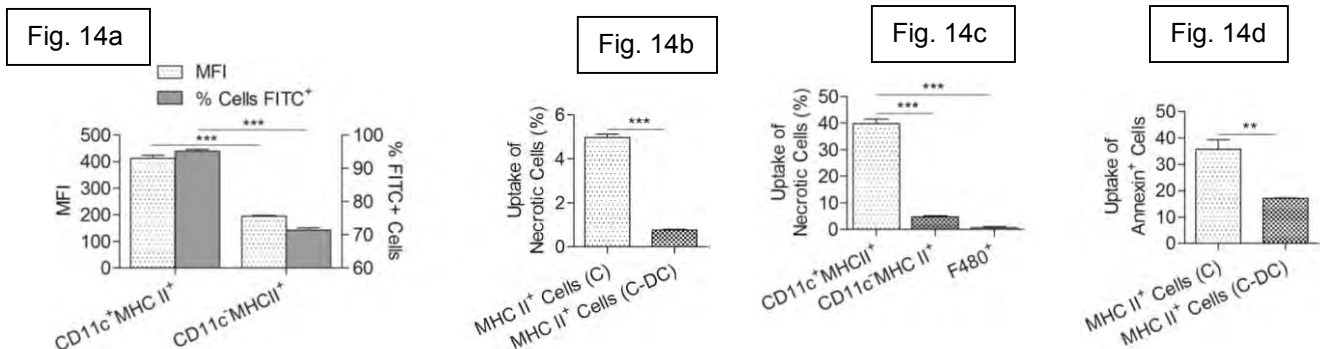 Fig. 14a
MFI
% Cells FITC+
***
***
500
400
300
200
100
0
MFI
100
90
80
70
60
% FITC+ Cells
CD11c+MHC II+
CD11c-MHCII+
Fig. 14b
Uptake of
Necrotic Cells (%)
6
4
2
0
***
MHC II+ Cells (C)
MHC II+ Cells (C-DC)
Fig. 14c
Uptake of
Necrotic Cells (%)
50
40
30
20
10
0
***
***
CD11c+MHCII+
CD11c-MHC II+
F480+
Fig. 14d
Uptake of
Annexin+ Cells
50
40
30
20
10
0
**
MHC II+ Cells (C)
MHC II+ Cells (C-DC)